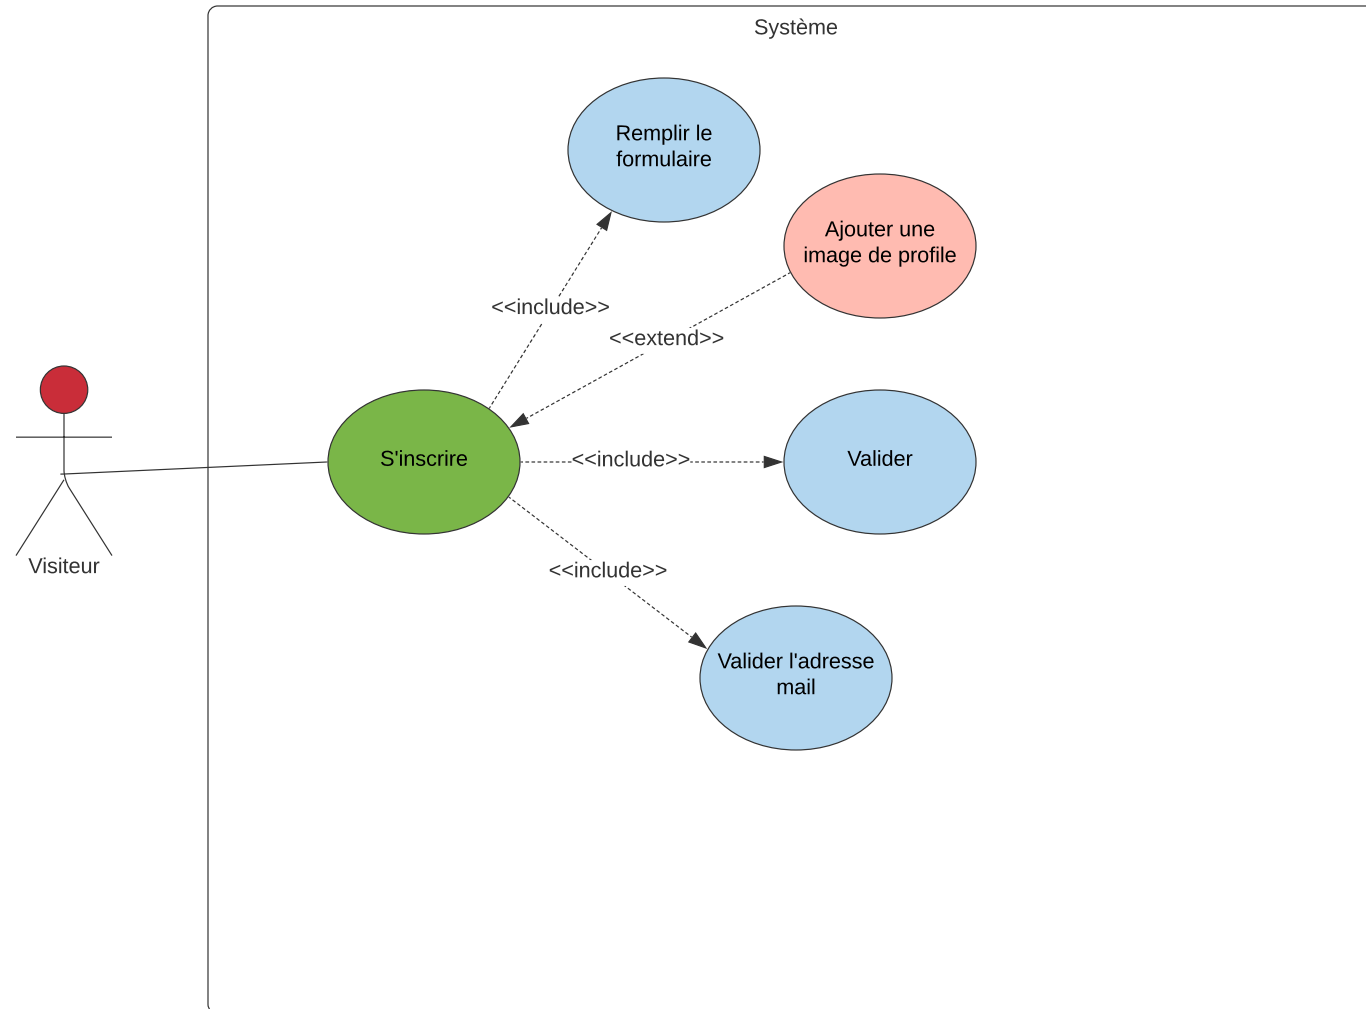 Système
Remplir le
formulaire
Ajouter une
image de profile
<<include>>
<<extend>>
S'inscrire
<<include>>
Valider
Visiteur
<<include>>
Valider l'adresse
mail